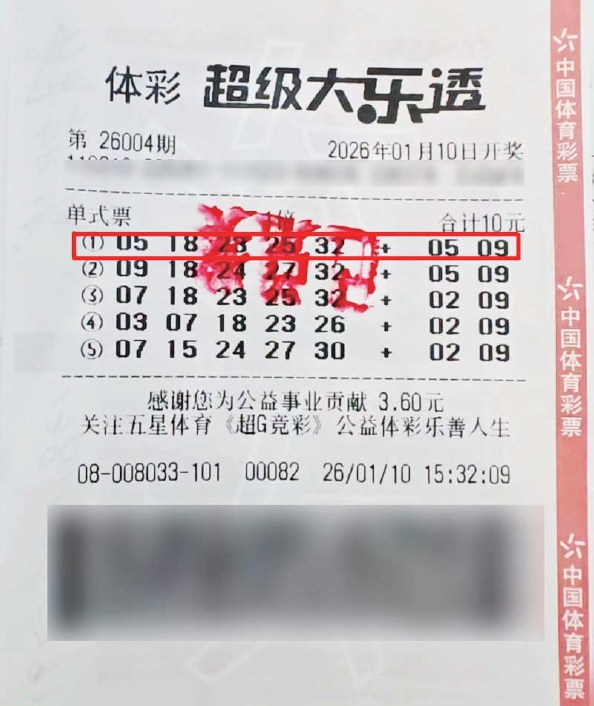 体彩 超级大乐透
第 26004期
2026年01月10日开奖
单式票 1倍 合计10元
① 05 18 23 25 32 + 05 09
② 09 18 24 27 32 + 05 09
③ 07 18 23 25 32 + 02 09
④ 03 07 18 23 26 + 02 09
⑤ 07 15 24 27 30 + 02 09
感谢您为公益事业贡献 3.60元
关注五星体育《超G竞彩》公益体彩乐善人生
08-008033-101 00082 26/01/10 15:32:09
中国体育彩票
中国体育彩票
中国体育彩票